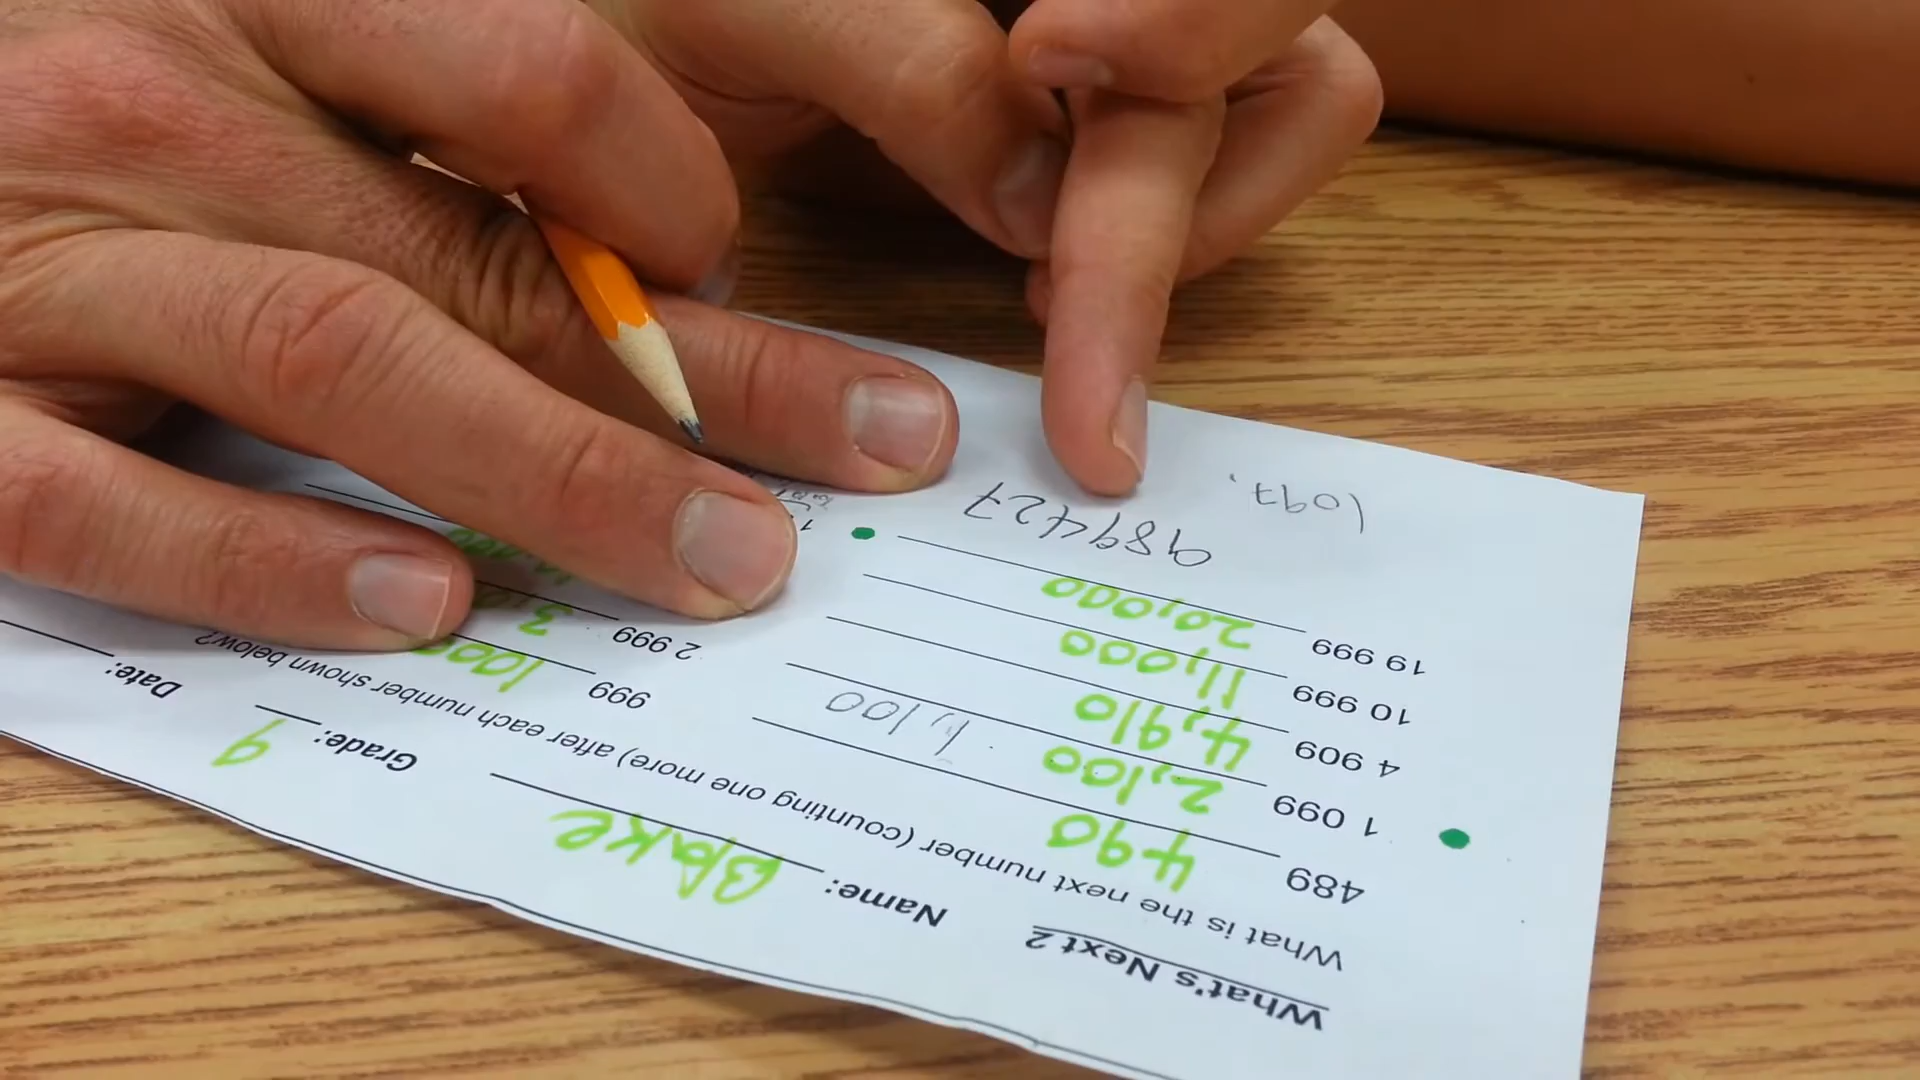 What's Next 2
Name: Blake
Grade: 9
Date:
What is the next number (counting one more) after each number shown below?
489 490
1 099 2,100 1,100
4 909 4,910
10 999 11,000
19 999 20,000
999 1000
2 999 3,
989427
1097.